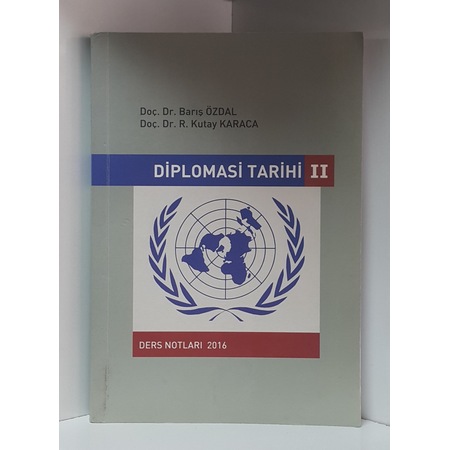 Doç. Dr. Barış ÖZDAL
Doç. Dr. R. Kutay KARACA
DİPLOMASİ TARİHİ II
DERS NOTLARI 2016